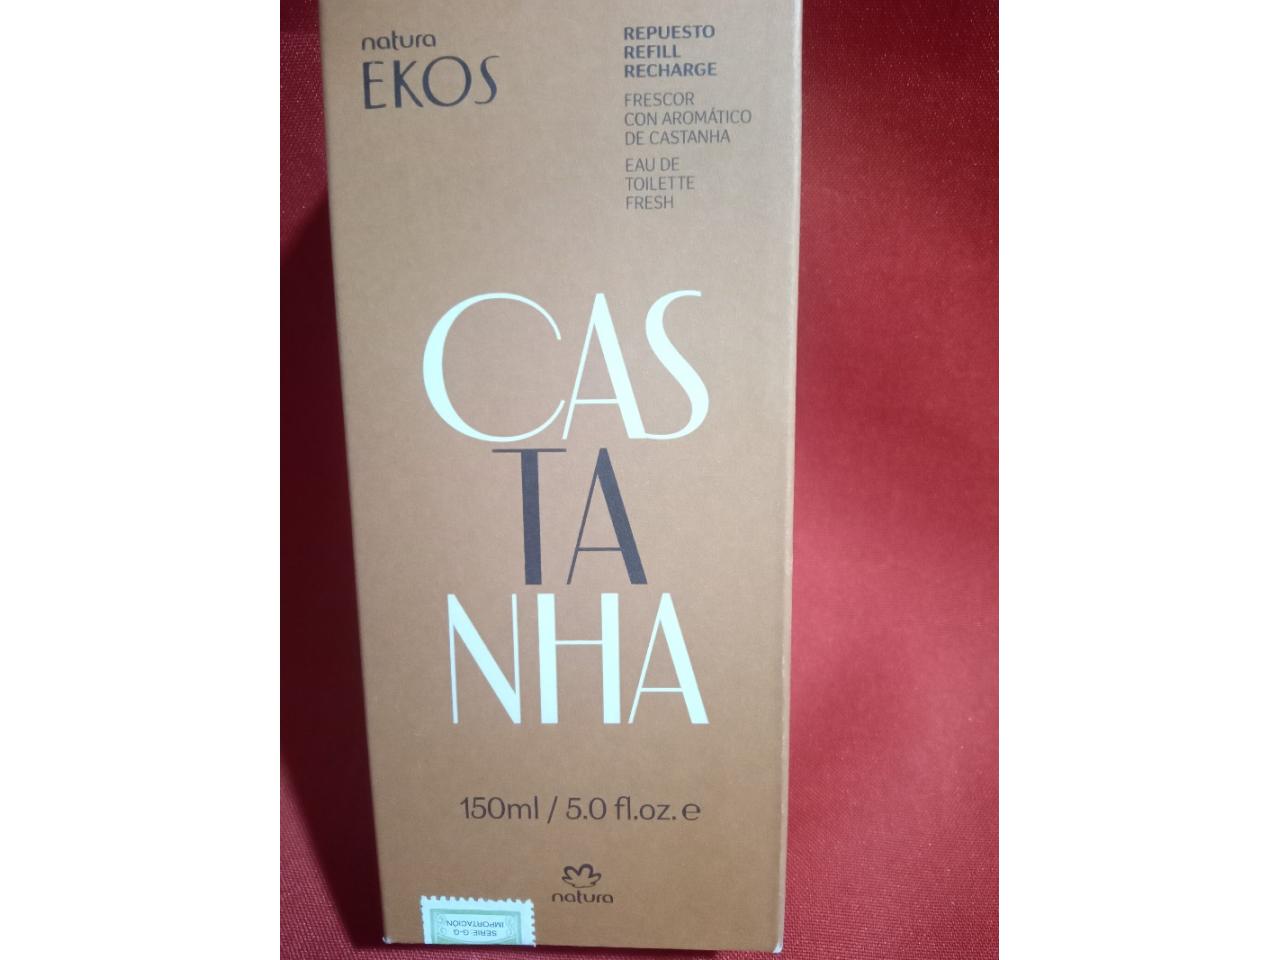 natura
EKOS
REPUESTO
REFILL
RECHARGE
FRESCOR
CON AROMÁTICO
DE CASTANHA
EAU DE
TOILETTE
FRESH
CAS
TA
NHA
150ml / 5.0 fl.oz. e
natura
SERIE G-G
IMPORTACIÓN